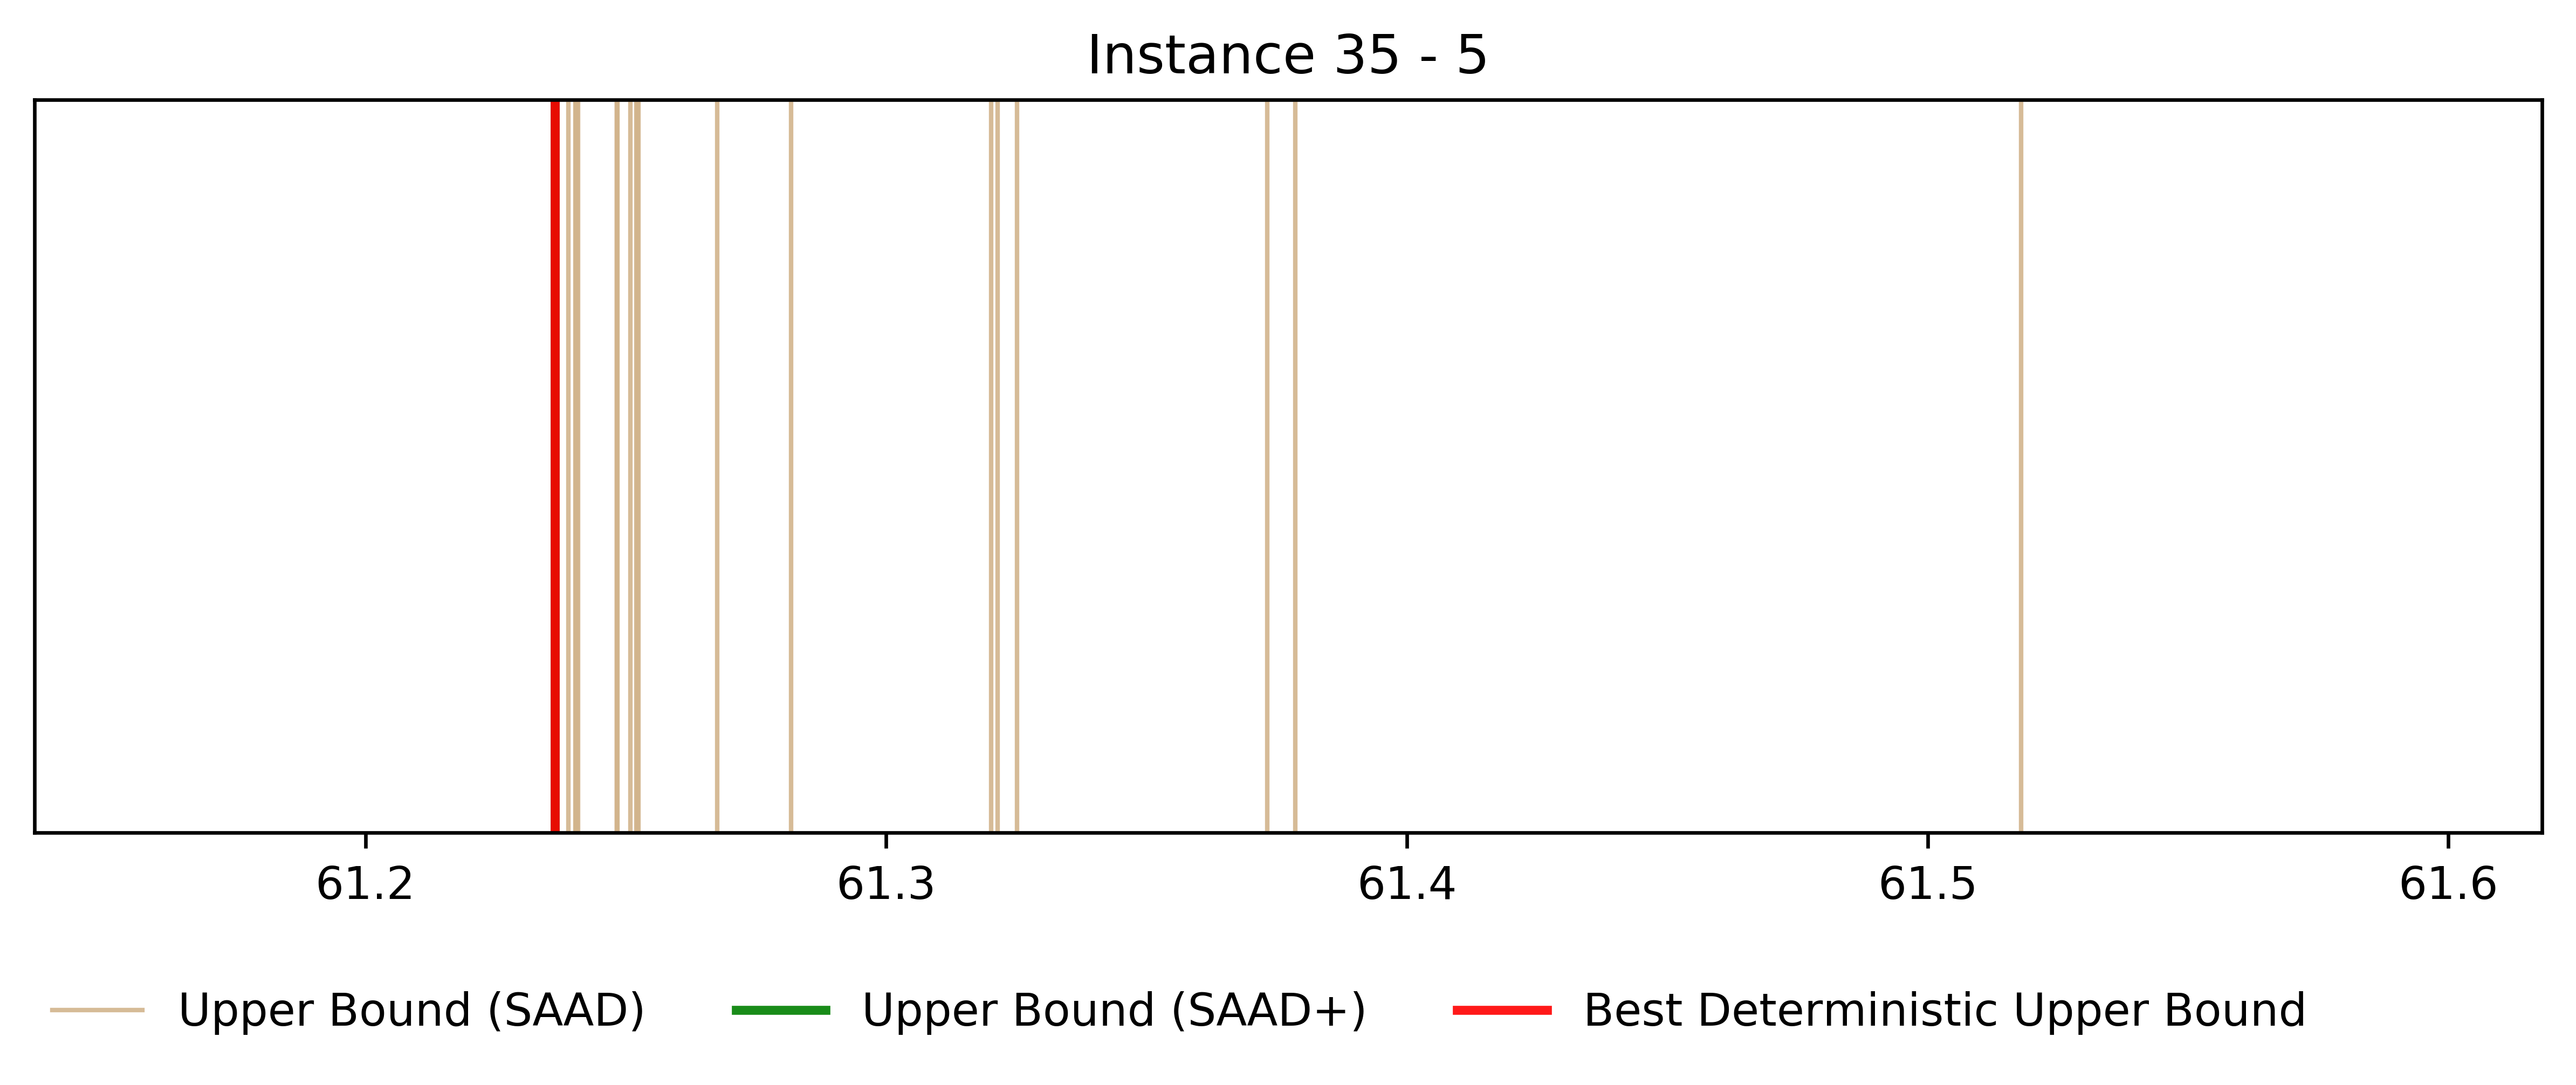 Instance 35 - 5
61.2 61.3 61.4 61.5 61.6
Upper Bound (SAAD) Upper Bound (SAAD+) Best Deterministic Upper Bound